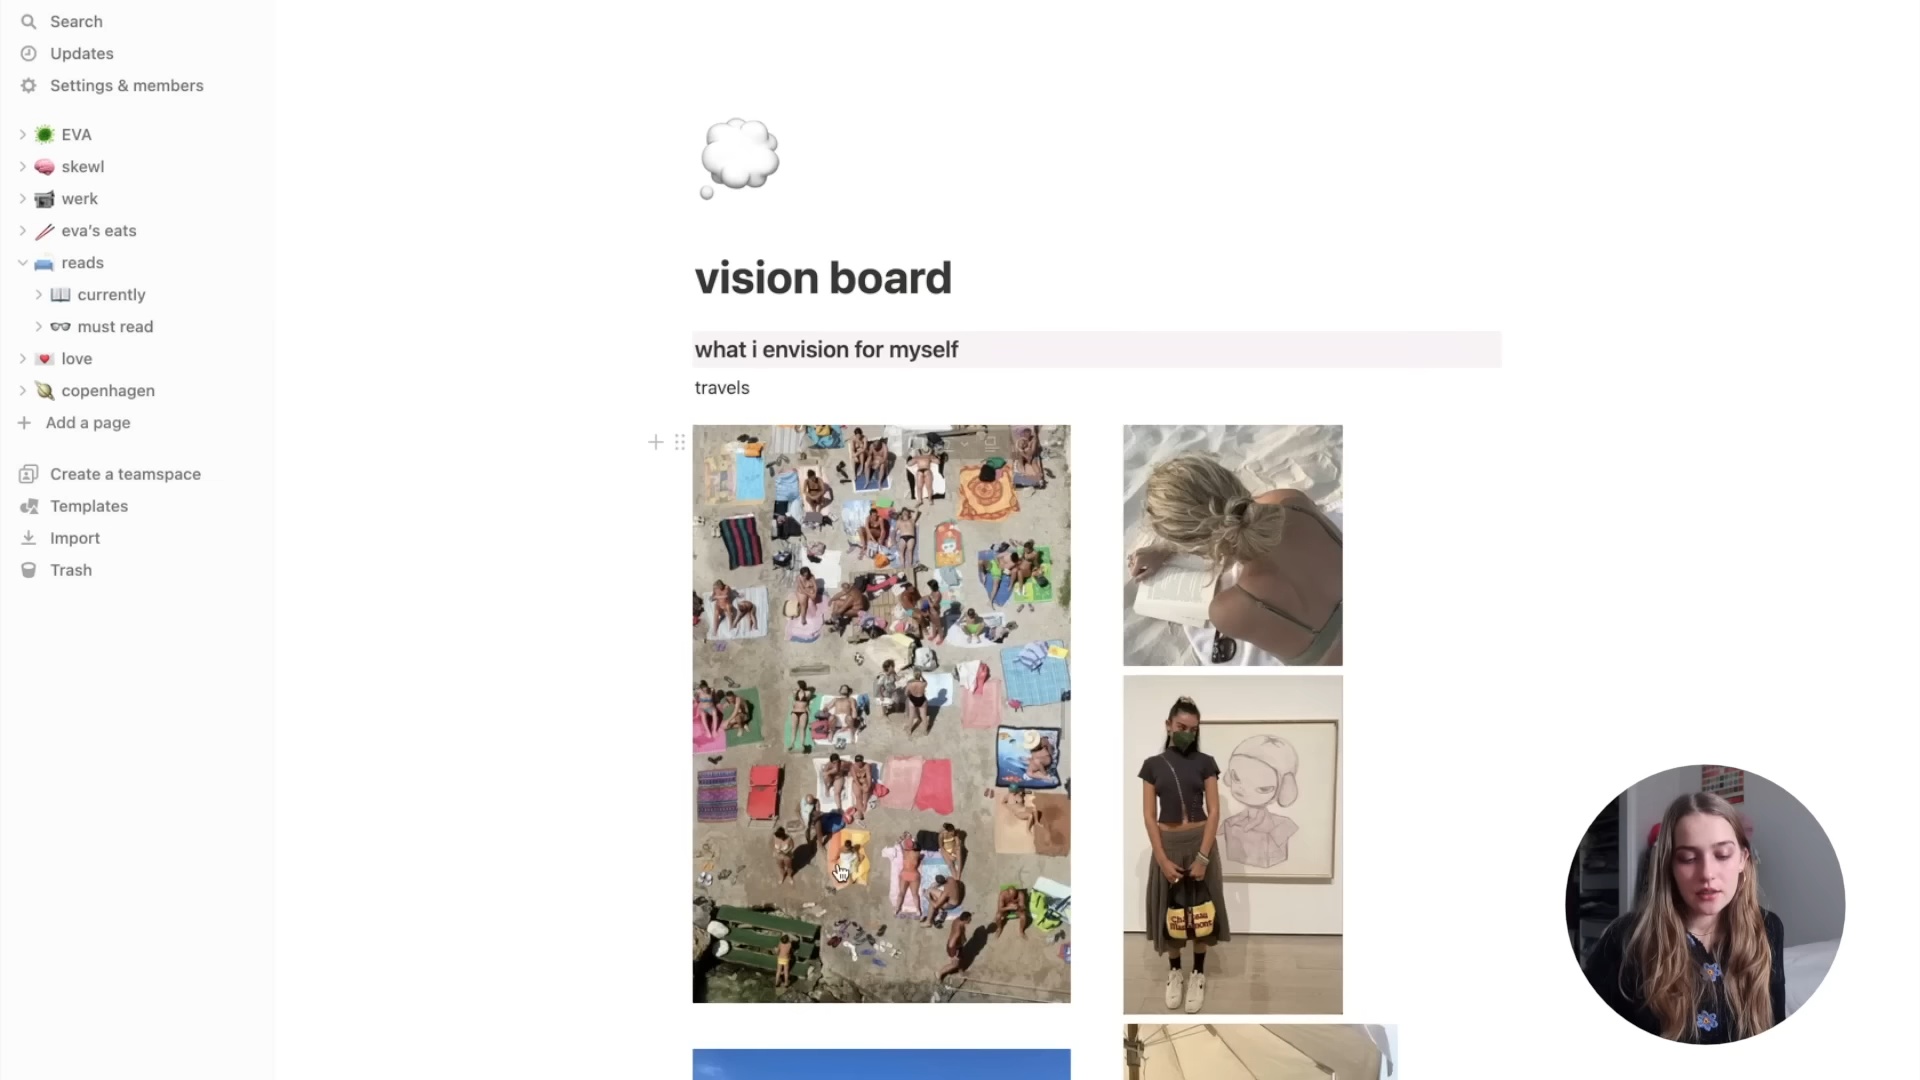 Search
Updates
Settings & members
EVA
skewl
werk
eva's eats
reads
currently
must read
love
copenhagen
Add a page
Create a teamspace
Templates
Import
Trash
vision board
what i envision for myself
travels